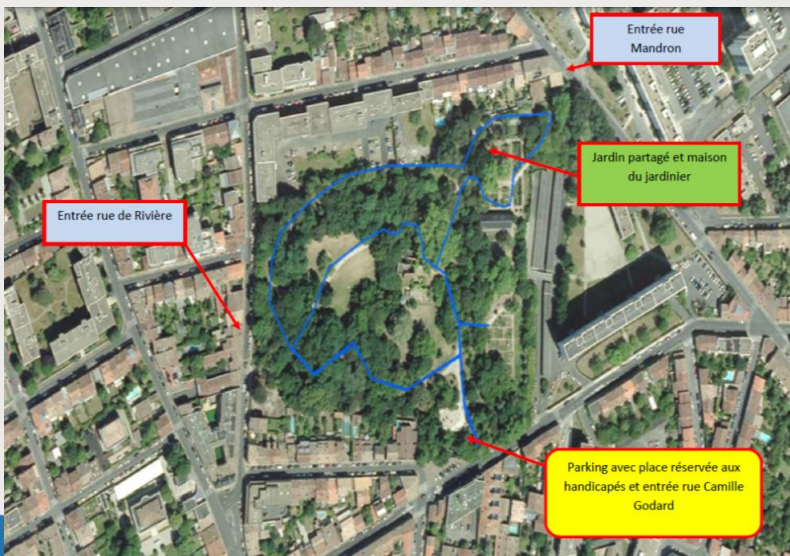 Entrée rue
Mandron
Jardin partagé et maison
du jardinier
Entrée rue de Rivière
Parking avec place réservée aux
handicapés et entrée rue Camille
Godard